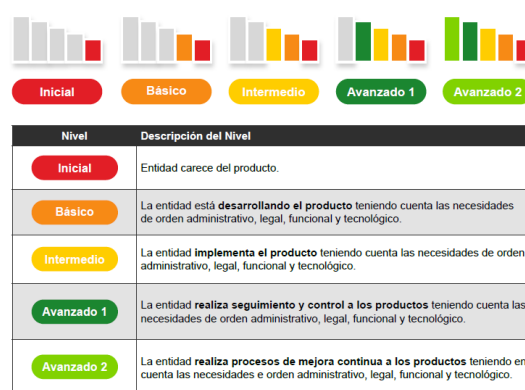 Inicial Básico Intermedio Avanzado 1 Avanzado 2
Nivel Descripción del Nivel
Inicial Entidad carece del producto.
Básico La entidad está desarrollando el producto teniendo cuenta las necesidades
de orden administrativo, legal, funcional y tecnológico.
Intermedio La entidad implementa el producto teniendo cuenta las necesidades de orden
administrativo, legal, funcional y tecnológico.
Avanzado 1 La entidad realiza seguimiento y control a los productos teniendo cuenta las
necesidades de orden administrativo, legal, funcional y tecnológico.
Avanzado 2 La entidad realiza procesos de mejora continua a los productos teniendo en
cuenta las necesidades e orden administrativo, legal, funcional y tecnológico.